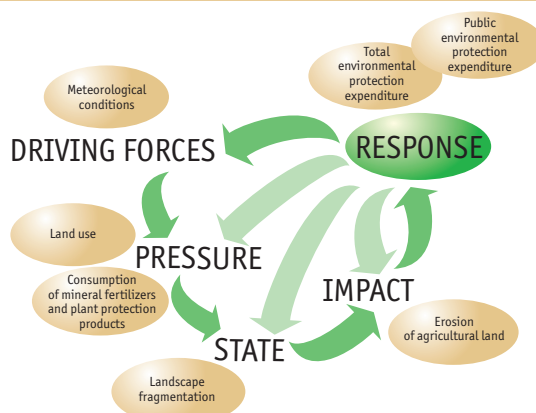 Public
environmental
protection
expenditure
Total
environmental
protection
expenditure
Meteorological
conditions
DRIVING FORCES
RESPONSE
Land use
PRESSURE
Consumption
of mineral fertilizers
and plant protection
products
IMPACT
Erosion
of agricultural land
STATE
Landscape
fragmentation